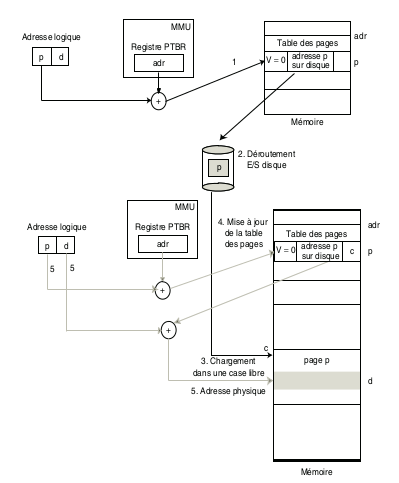 MMU
Adresse logique
Registre PTBR
p d
adr
+
1
adr
Table des pages
V = 0 adresse p
sur disque
p
Mémoire
p
2. Déroutement
E/S disque
MMU
Adresse logique
Registre PTBR
p d
adr
5 5
+
+
4. Mise à jour
de la table
des pages
adr
Table des pages
V = 0 adresse p c
sur disque
p
c
3. Chargement
dans une case libre
5. Adresse physique
page p
d
Mémoire